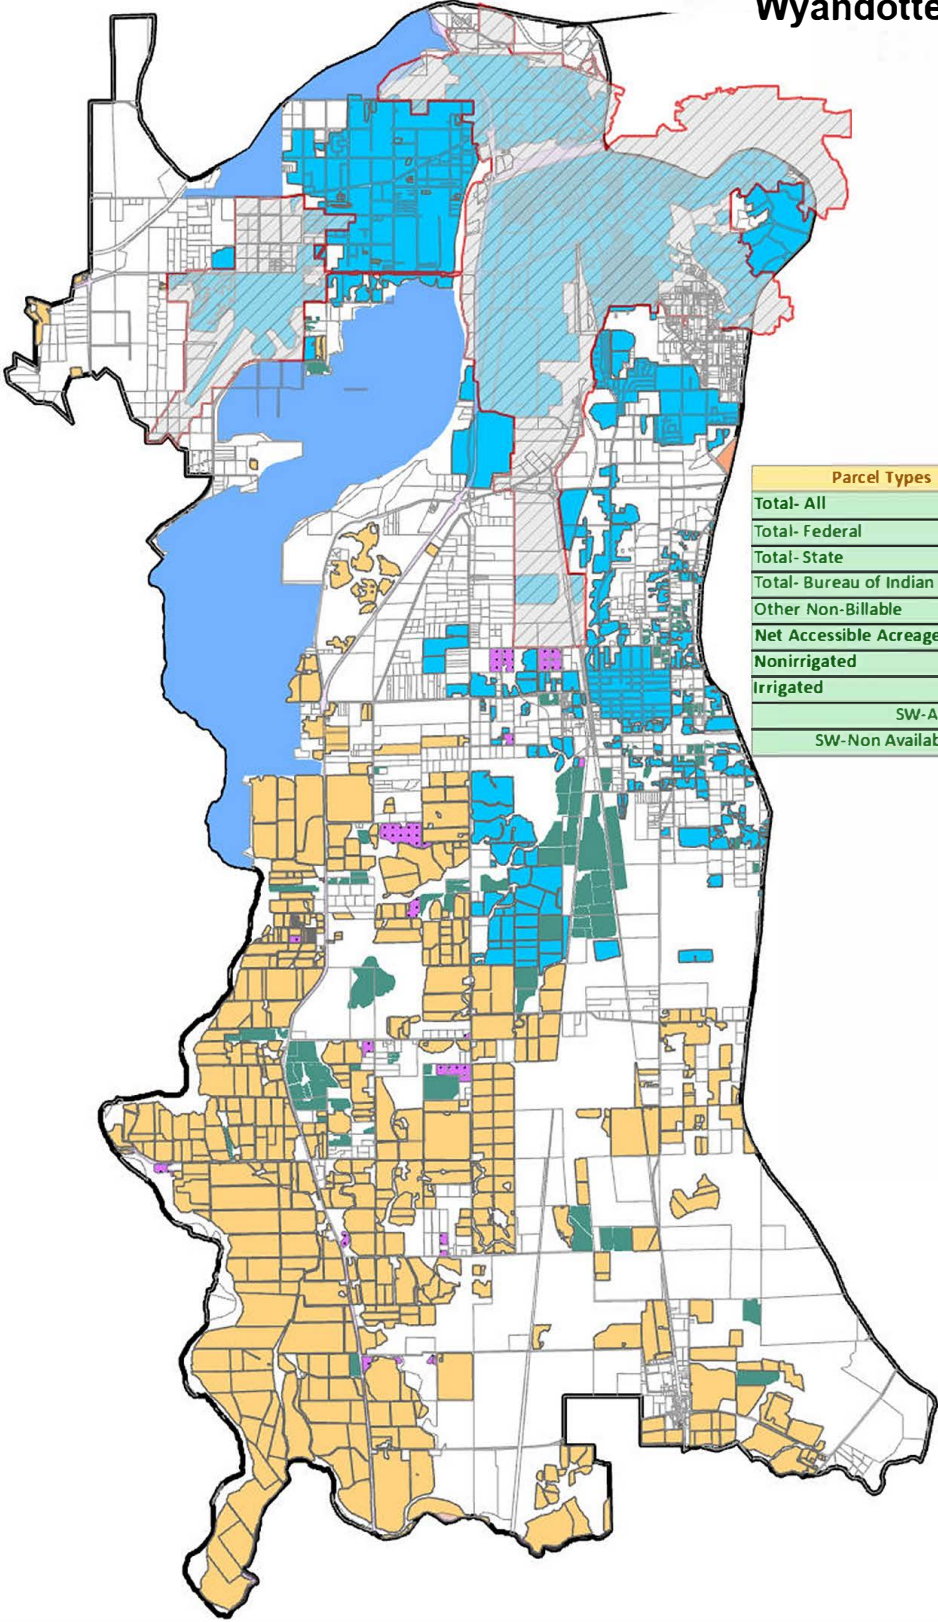 Wyandotte
Parcel Types
Total- All
Total- Federal
Total- State
Total- Bureau of Indian
Other Non-Billable
Net Accessible Acreage
Nonirrigated
Irrigated
SW-A
SW-Non Availab